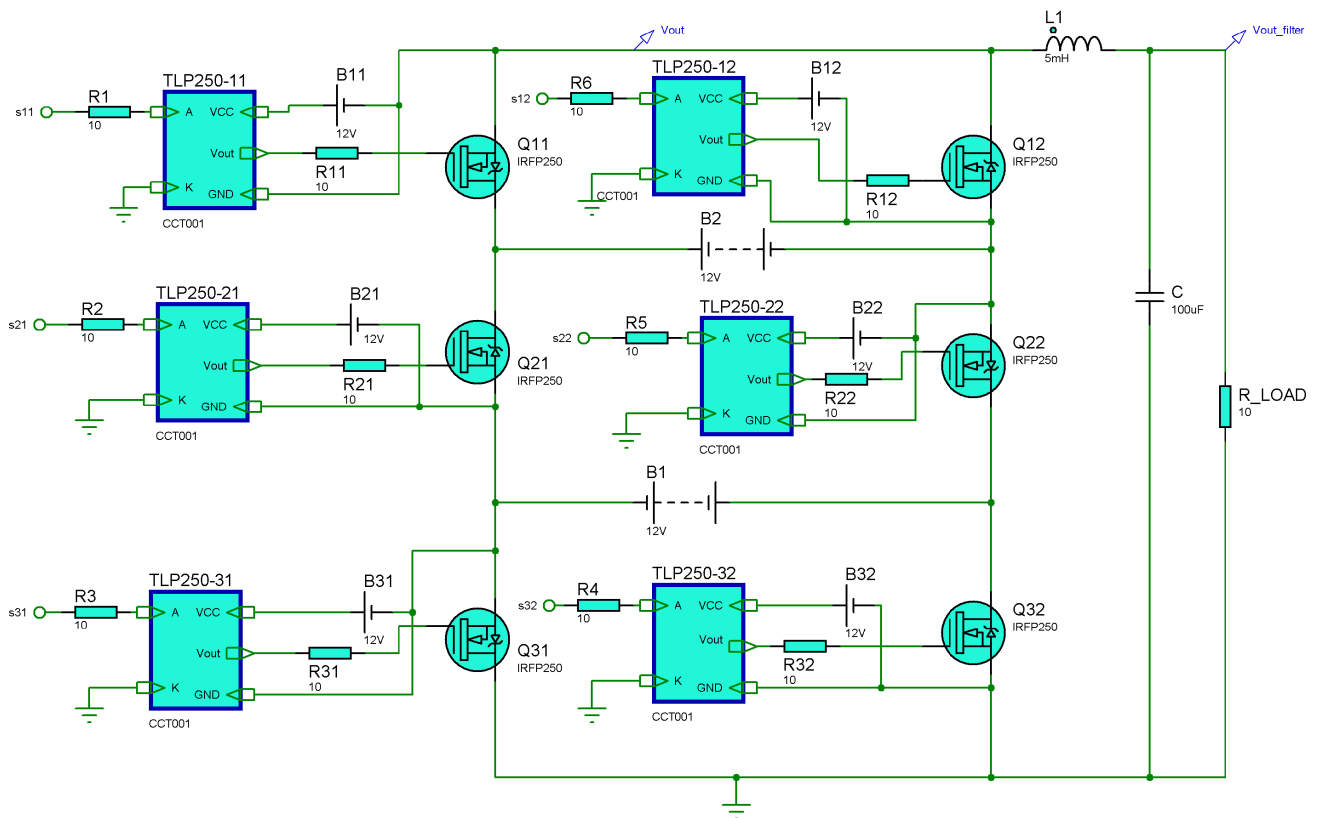 L1
5mH
Vout
Vout_filter
TLP250-11
B11
12V
R1
10
s11
A
VCC
Vout
K
GND
R11
10
CCT001
Q11
IRFP250
TLP250-12
B12
12V
R6
10
s12
A
VCC
Vout
K
GND
CCT001
R12
10
Q12
IRFP250
B2
12V
TLP250-21
B21
12V
R2
10
s21
A
VCC
Vout
K
GND
R21
10
CCT001
Q21
IRFP250
TLP250-22
B22
12V
R5
10
s22
A
VCC
Vout
K
GND
R22
10
CCT001
Q22
IRFP250
C
100uF
R_LOAD
10
B1
12V
TLP250-31
B31
12V
R3
10
s31
A
VCC
Vout
K
GND
R31
10
CCT001
Q31
IRFP250
TLP250-32
B32
12V
R4
10
s32
A
VCC
Vout
K
GND
R32
10
CCT001
Q32
IRFP250